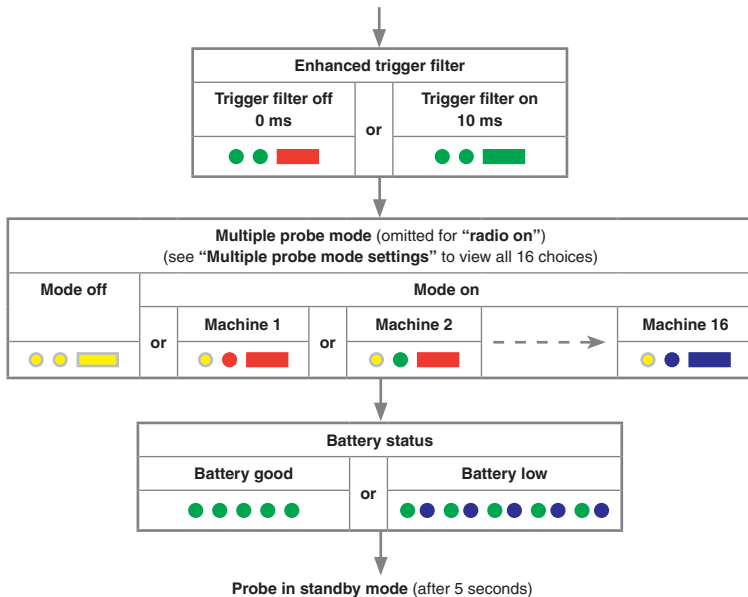 Enhanced trigger filter
Trigger filter off
0 ms
or
Trigger filter on
10 ms
Multiple probe mode (omitted for “radio on”)
(see “Multiple probe mode settings” to view all 16 choices)
Mode off
Mode on
or
Machine 1
or
Machine 2
Machine 16
Battery status
Battery good
or
Battery low
Probe in standby mode (after 5 seconds)